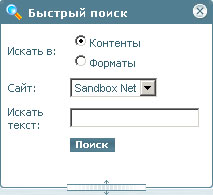 Быстрый поиск
Искать в:
Контенты
Форматы
Сайт:
Sandbox Net
Искать
текст:
Поиск